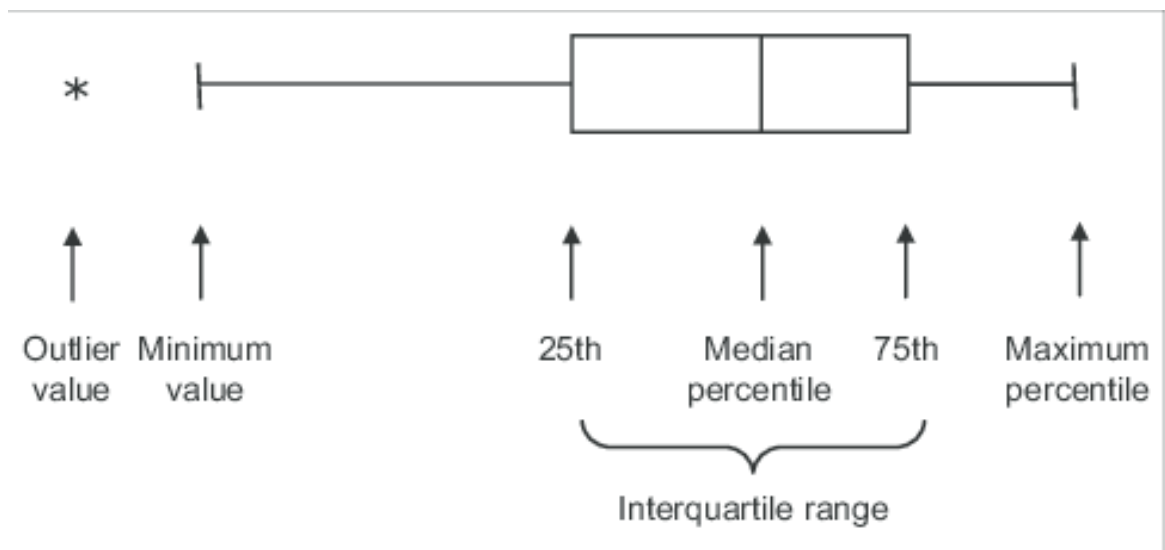 *
Outlier Minimum 25th Median 75th Maximum
value value percentile percentile
Interquartile range